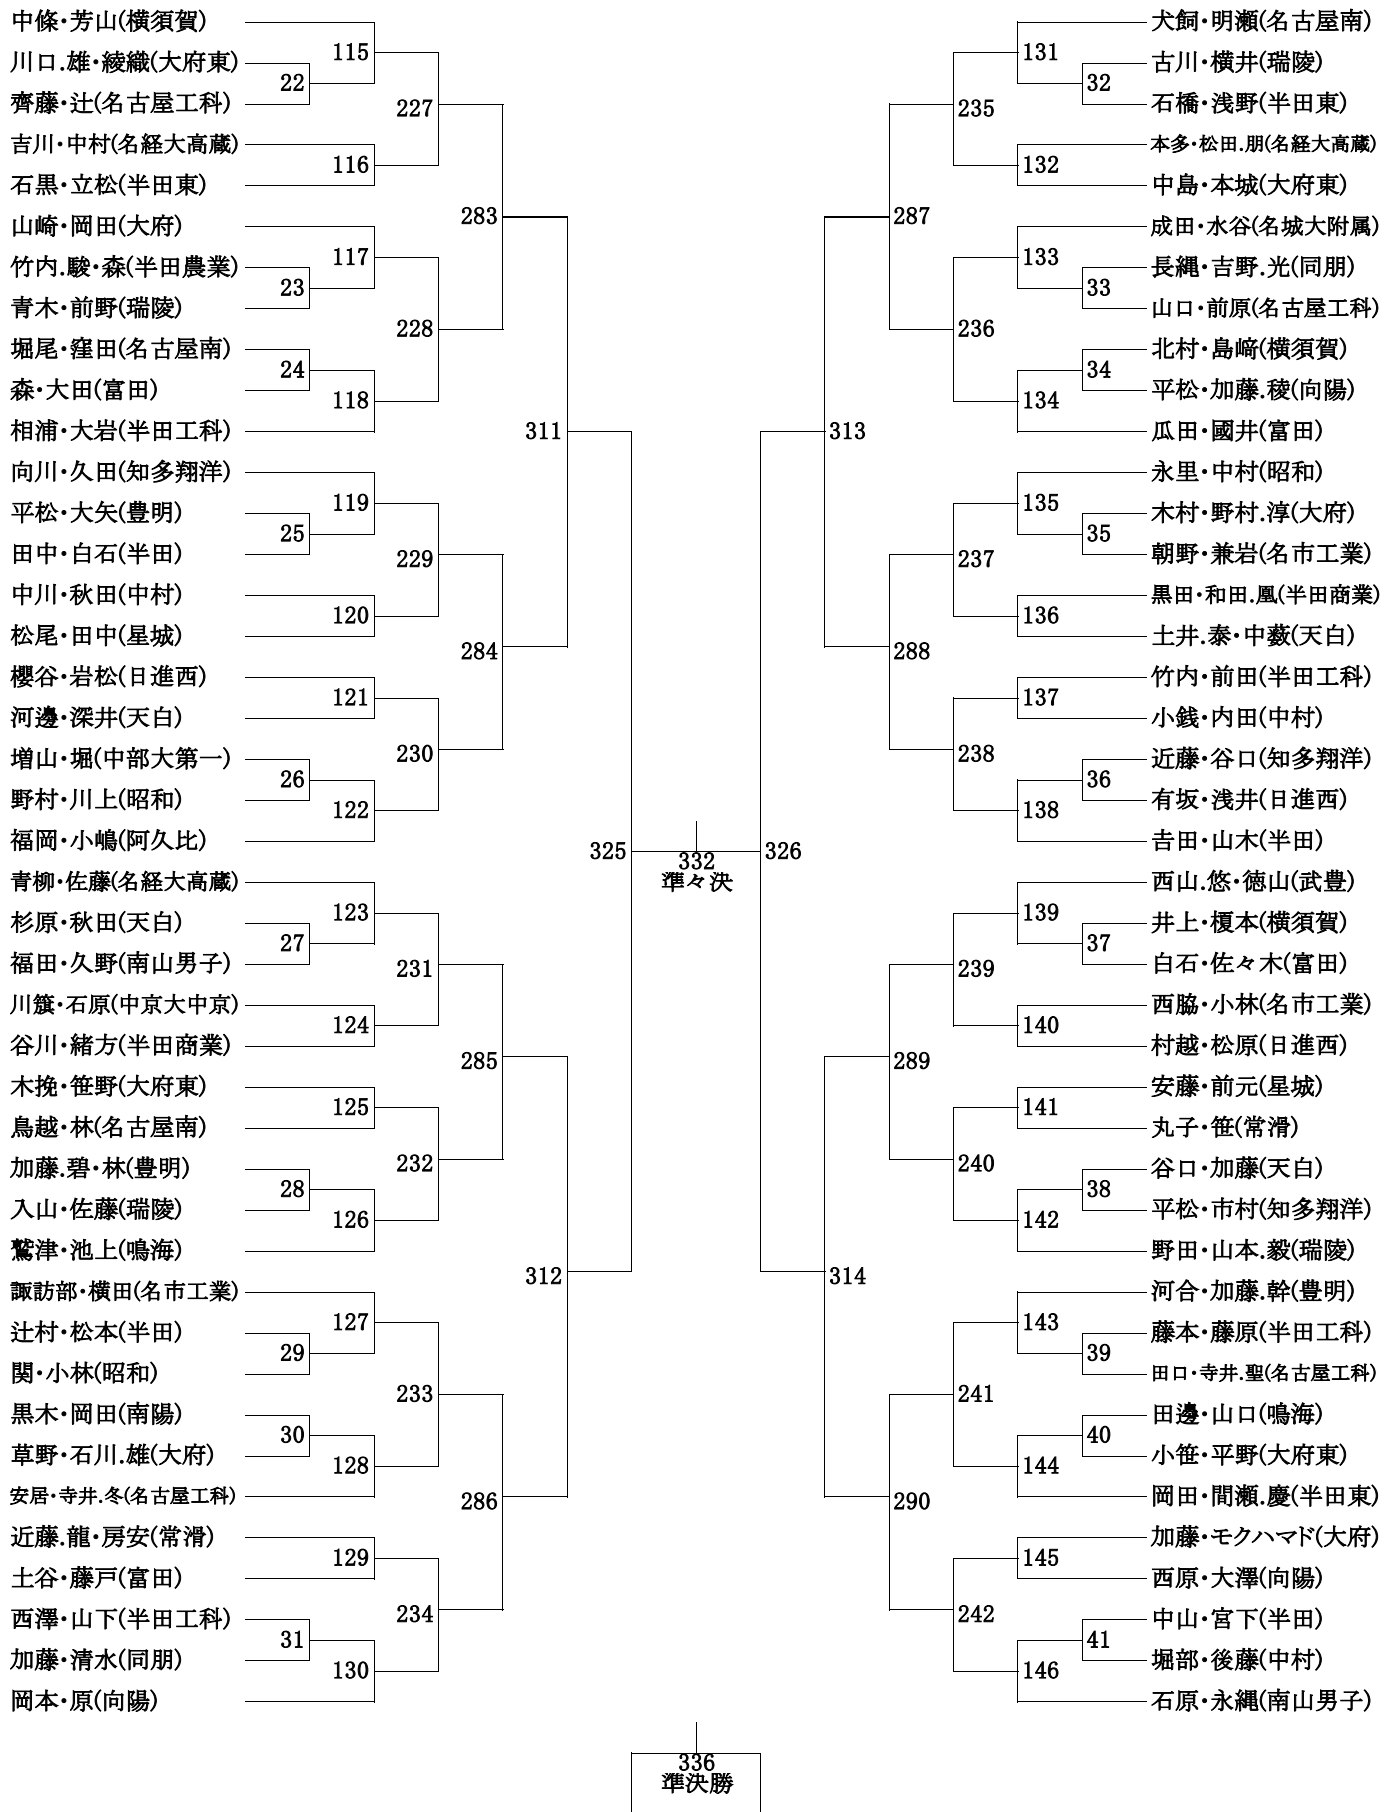 中條・芳山(横須賀)
川口.雄・綾織(大府東)
齊藤・辻(名古屋工科)
吉川・中村(名経大高蔵)
石黒・立松(半田東)
山崎・岡田(大府)
竹内.駿・森(半田農業)
青木・前野(瑞陵)
堀尾・窪田(名古屋南)
森・大田(富田)
相浦・大岩(半田工科)
向川・久田(知多翔洋)
平松・大矢(豊明)
田中・白石(半田)
中川・秋田(中村)
松尾・田中(星城)
櫻谷・岩松(日進西)
河邊・深井(天白)
増山・堀(中部大第一)
野村・川上(昭和)
福岡・小嶋(阿久比)
青柳・佐藤(名経大高蔵)
杉原・秋田(天白)
福田・久野(南山男子)
川籏・石原(中京大中京)
谷川・緒方(半田商業)
木挽・笹野(大府東)
鳥越・林(名古屋南)
加藤.碧・林(豊明)
入山・佐藤(瑞陵)
鷲津・池上(鳴海)
諏訪部・横田(名市工業)
辻村・松本(半田)
関・小林(昭和)
黒木・岡田(南陽)
草野・石川.雄(大府)
安居・寺井.冬(名古屋工科)
近藤.龍・房安(常滑)
土谷・藤戸(富田)
西澤・山下(半田工科)
加藤・清水(同朋)
岡本・原(向陽)
22
23
24
25
26
27
28
29
30
31
115
116
117
118
119
120
121
122
123
124
125
126
127
128
129
130
227
228
229
230
231
232
233
234
283
284
285
286
311
312
325
332
準々決
336
準決勝
326
313
314
287
288
289
290
235
236
237
238
239
240
241
242
131
132
133
134
135
136
137
138
139
140
141
142
143
144
145
146
32
33
34
35
36
37
38
39
40
41
犬飼・明瀬(名古屋南)
古川・横井(瑞陵)
石橋・浅野(半田東)
本多・松田.朋(名経大高蔵)
中島・本城(大府東)
成田・水谷(名城大附属)
長縄・吉野.光(同朋)
山口・前原(名古屋工科)
北村・島﨑(横須賀)
平松・加藤.稜(向陽)
瓜田・國井(富田)
永里・中村(昭和)
木村・野村.淳(大府)
朝野・兼岩(名市工業)
黒田・和田.凰(半田商業)
土井.泰・中薮(天白)
竹内・前田(半田工科)
小銭・内田(中村)
近藤・谷口(知多翔洋)
有坂・浅井(日進西)
𠮷田・山木(半田)
西山.悠・徳山(武豊)
井上・榎本(横須賀)
白石・佐々木(富田)
西脇・小林(名市工業)
村越・松原(日進西)
安藤・前元(星城)
丸子・笹(常滑)
谷口・加藤(天白)
平松・市村(知多翔洋)
野田・山本.毅(瑞陵)
河合・加藤.幹(豊明)
藤本・藤原(半田工科)
田口・寺井.聖(名古屋工科)
田邊・山口(鳴海)
小笹・平野(大府東)
岡田・間瀬.慶(半田東)
加藤・モクハマド(大府)
西原・大澤(向陽)
中山・宮下(半田)
堀部・後藤(中村)
石原・永縄(南山男子)